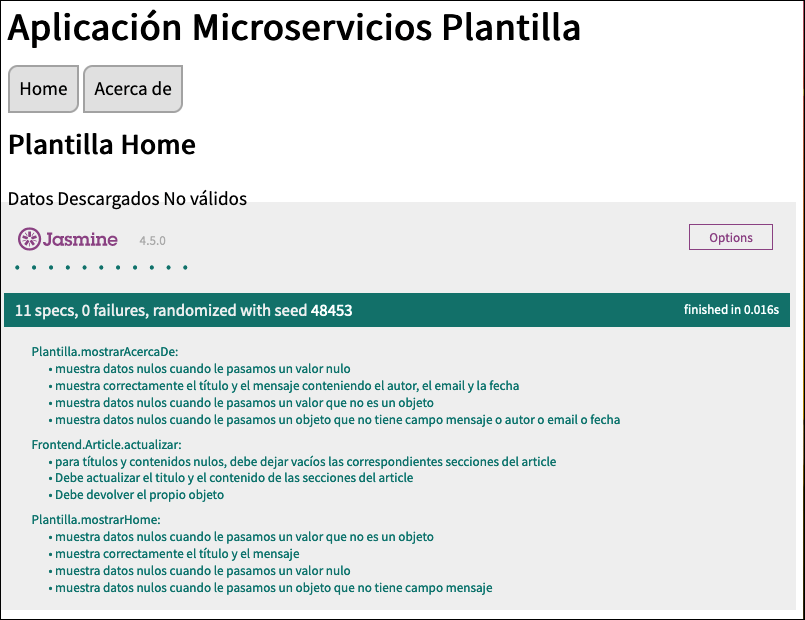 Aplicación Microservicios Plantilla
Home Acerca de
Plantilla Home
Datos Descargados No válidos
Jasmine 4.5.0 Options
• • • • • • • • • • •
11 specs, 0 failures, randomized with seed 48453 finished in 0.016s
Plantilla.mostrarAcercaDe:
• muestra datos nulos cuando le pasamos un valor nulo
• muestra correctamente el título y el mensaje conteniendo el autor, el email y la fecha
• muestra datos nulos cuando le pasamos un valor que no es un objeto
• muestra datos nulos cuando le pasamos un objeto que no tiene campo mensaje o autor o email o fecha
Frontend.Article.actualizar:
• para títulos y contenidos nulos, debe dejar vacíos las correspondientes secciones del article
• Debe actualizar el titulo y el contenido de las secciones del article
• Debe devolver el propio objeto
Plantilla.mostrarHome:
• muestra datos nulos cuando le pasamos un valor que no es un objeto
• muestra correctamente el título y el mensaje
• muestra datos nulos cuando le pasamos un valor nulo
• muestra datos nulos cuando le pasamos un objeto que no tiene campo mensaje